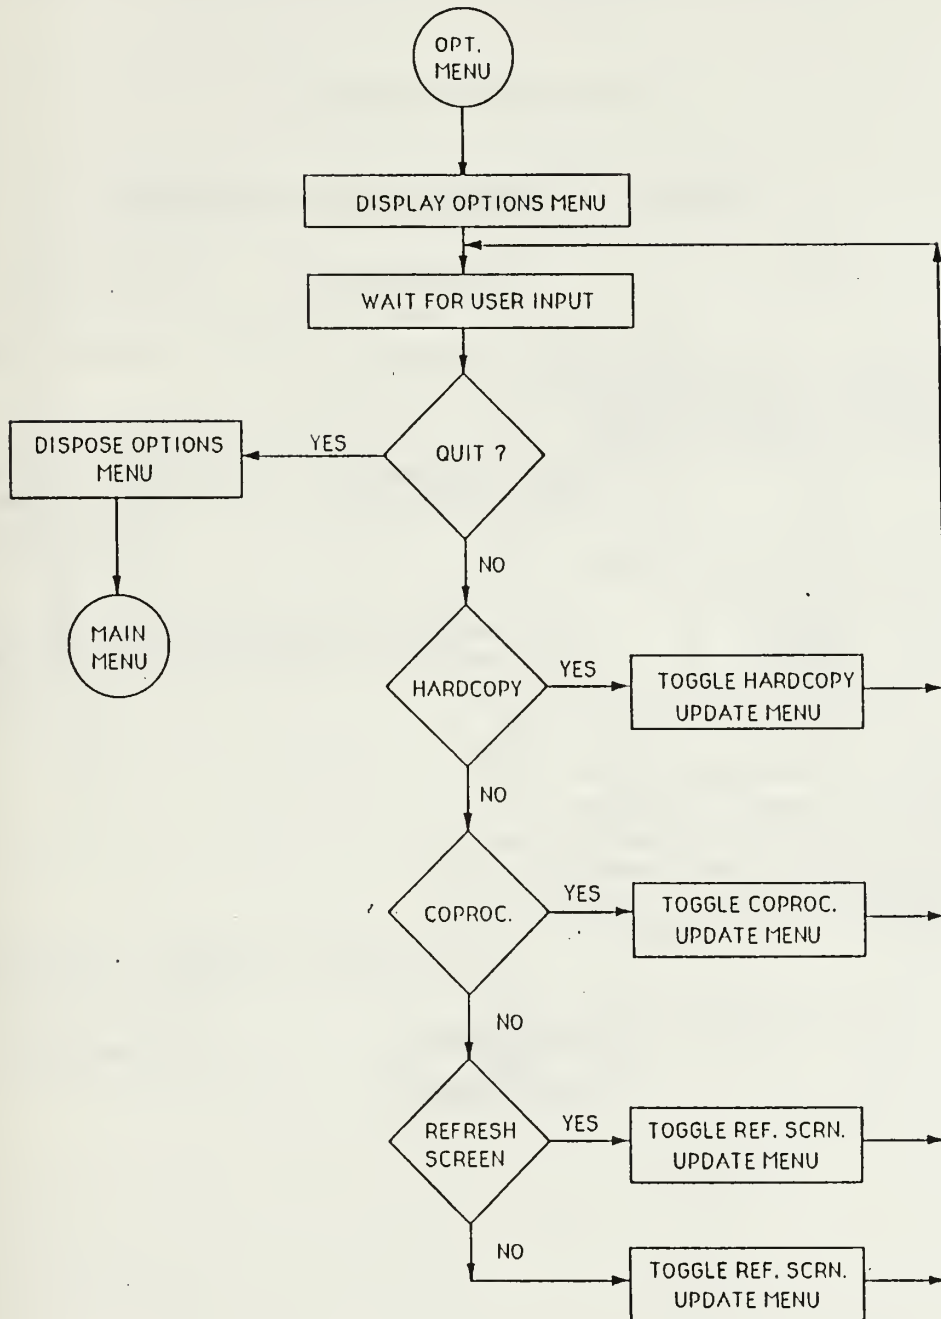 OPT.
MENU
DISPLAY OPTIONS MENU
WAIT FOR USER INPUT
QUIT ?
YES
DISPOSE OPTIONS
MENU
NO
MAIN
MENU
HARDCOPY
YES
TOGGLE HARDCOPY
UPDATE MENU
NO
COPROC.
YES
TOGGLE COPROC.
UPDATE MENU
NO
REFRESH
SCREEN
YES
TOGGLE REF. SCRN.
UPDATE MENU
NO
TOGGLE REF. SCRN.
UPDATE MENU